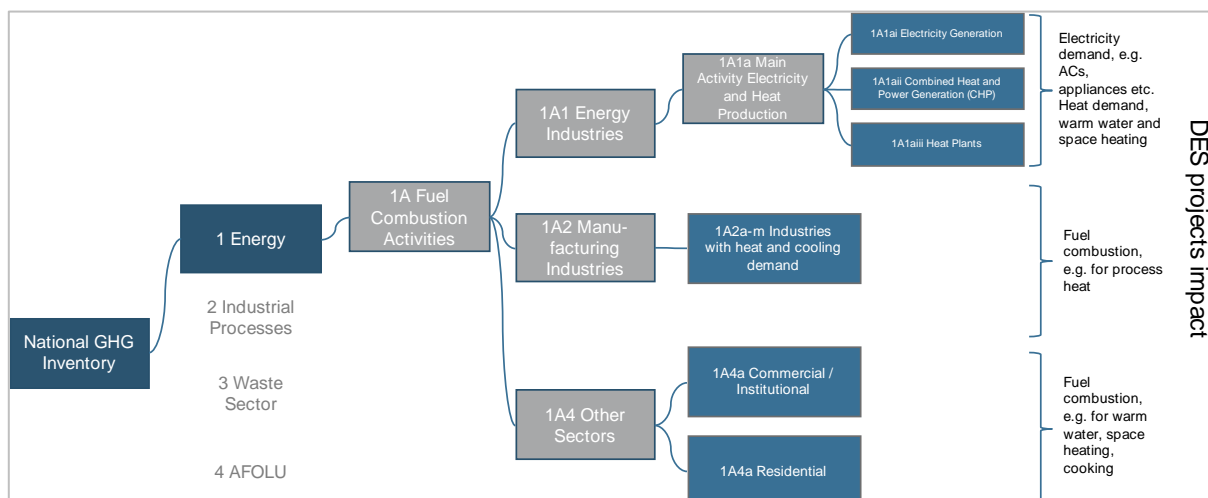 National GHG
Inventory
1 Energy
2 Industrial
Processes
3 Waste
Sector
4 AFOLU
1A Fuel
Combustion
Activities
1A1 Energy
Industries
1A2 Manu-
facturing
Industries
1A4 Other
Sectors
1A1a Main
Activity Electricity
and Heat
Production
1A2a-m Industries
with heat and cooling
demand
1A4a Commercial /
Institutional
1A4a Residential
1A1ai Electricity Generation
1A1aii Combined Heat and
Power Generation (CHP)
1A1aiii Heat Plants
Electricity
demand, e.g.
ACs,
appliances etc.
Heat demand,
warm water and
space heating
Fuel
combustion,
e.g. for process
heat
Fuel
combustion,
e.g. for warm
water, space
heating,
cooking
DES projects impact